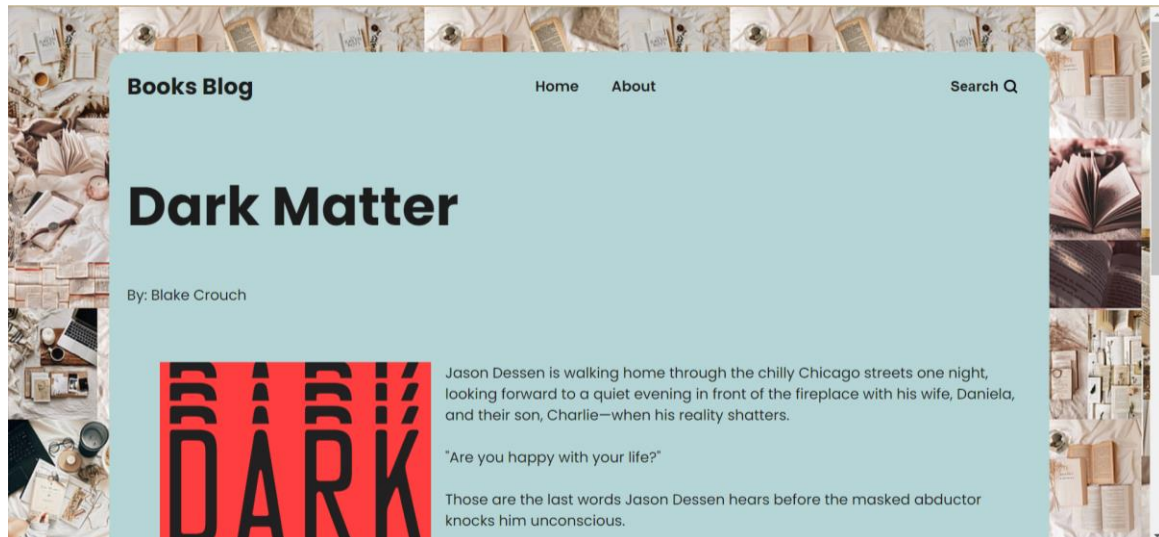 Books Blog
Home
About
Search
Dark Matter
By: Blake Crouch
DARK
Jason Dessen is walking home through the chilly Chicago streets one night,
looking forward to a quiet evening in front of the fireplace with his wife, Daniela,
and their son, Charlie—when his reality shatters.
"Are you happy with your life?"
Those are the last words Jason Dessen hears before the masked abductor
knocks him unconscious.